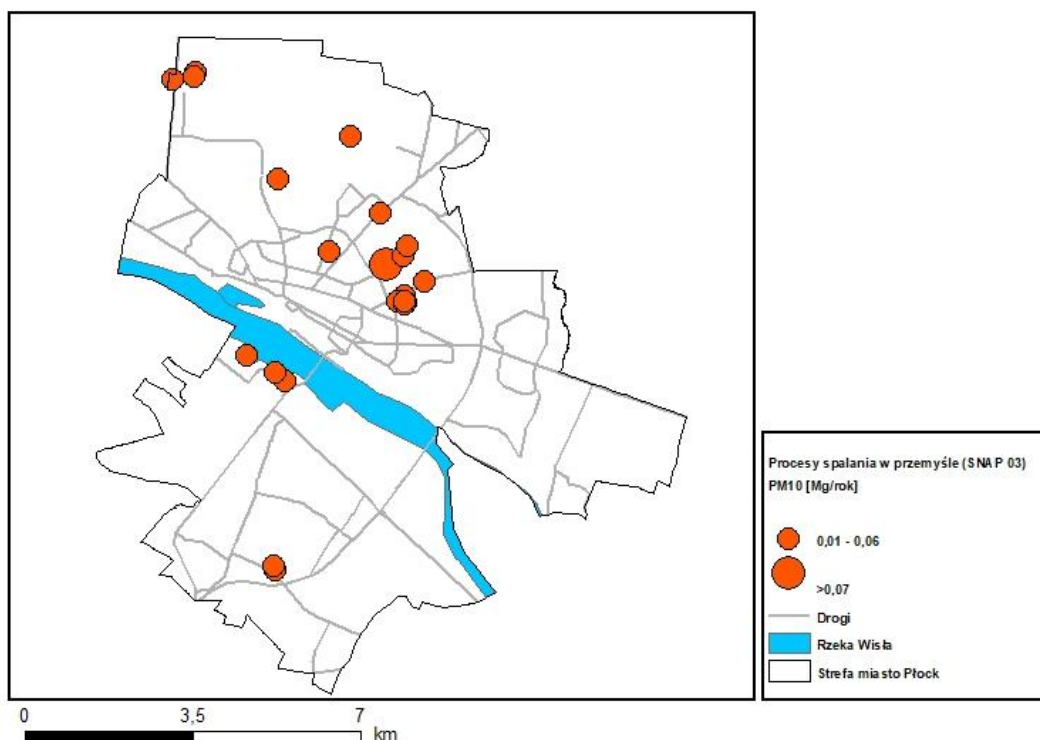 Procesy spalania w przemyśle (SNAP 03)
PM10 [Mg/rok]
0,01 - 0,06
>0,07
Drogi
Rzeka Wisła
Strefa miasto Płock
0 3,5 7
km